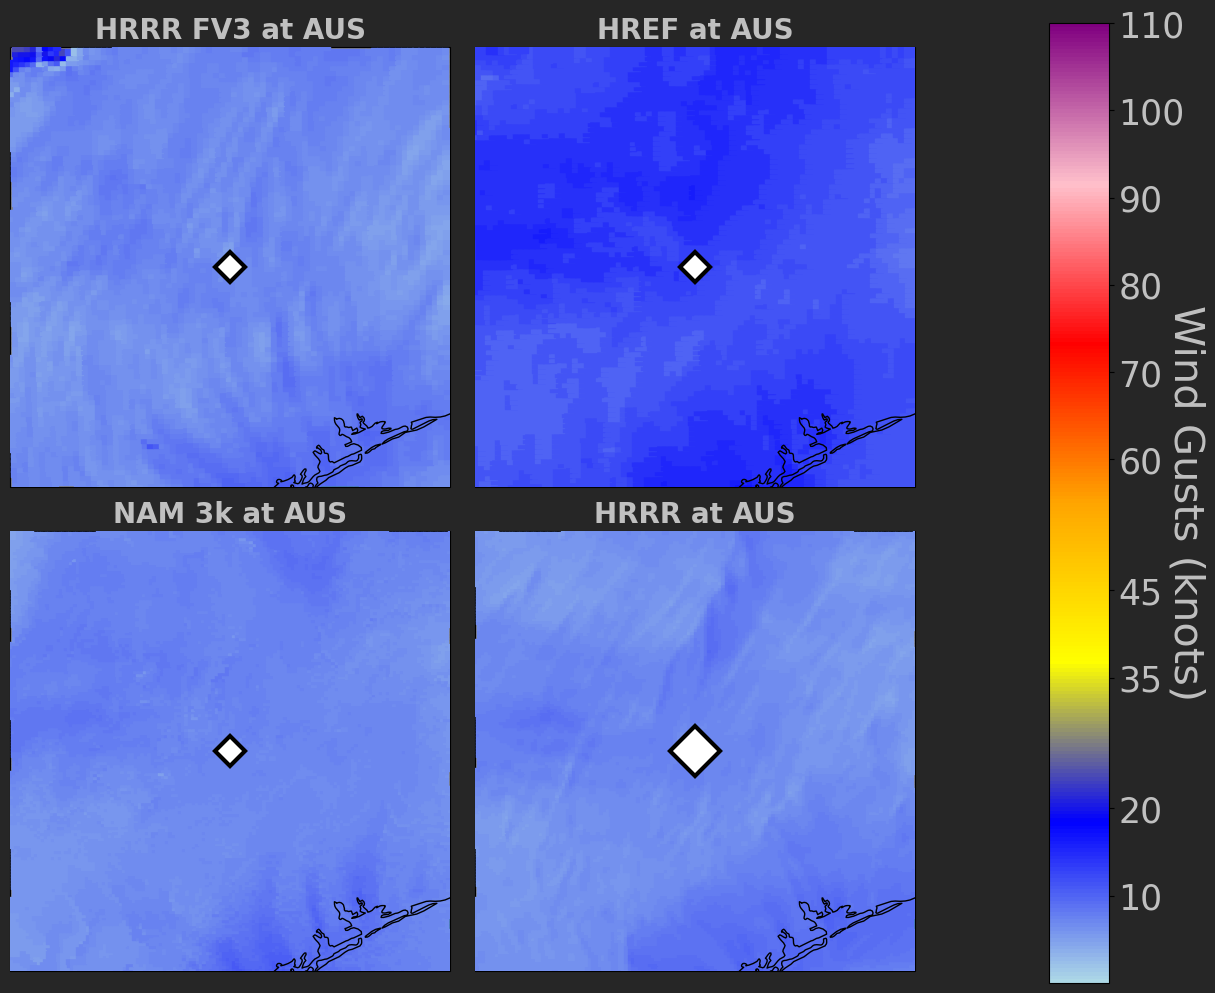 HRRR FV3 at AUS
HREF at AUS
NAM 3k at AUS
HRRR at AUS
110
100
90
80
70
60
45
35
20
10
Wind Gusts (knots)